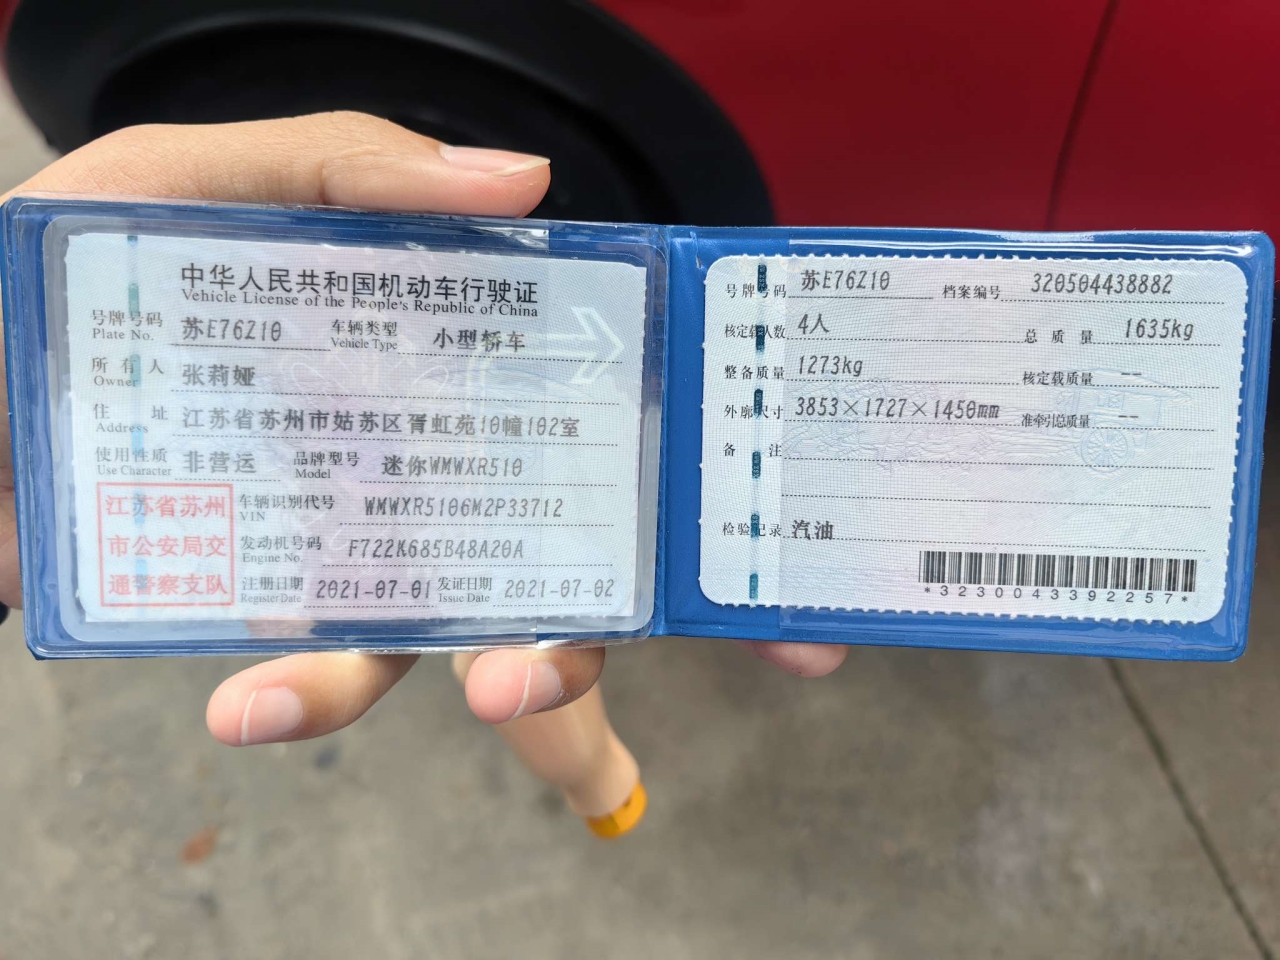 中华人民共和国机动车行驶证
Vehicle License of the People's Republic of China
号牌号码 苏E76Z10 车辆类型 小型轿车
Plate No. Vehicle Type
所有人 张莉娅
Owner
住址 江苏省苏州市姑苏区胥虹苑10幢102室
Address
使用性质 非营运 品牌型号 迷你WMWXR510
Use Character Model
江苏省苏州
市公安局交
通警察支队
车辆识别代号 WMWXR5106M2P33712
VIN
发动机号码 F722K685B48A20A
Engine No.
注册日期 2021-07-01 发证日期 2021-07-02
Register Date Issue Date
号牌号码 苏E76Z10 档案编号 320504438882
核定载人数 4人 总质量 1635kg
整备质量 1273kg 核定载质量 --
外廓尺寸 3853×1727×1450mm 准牵引总质量 --
备注
检验记录 汽油
*3230043392257*